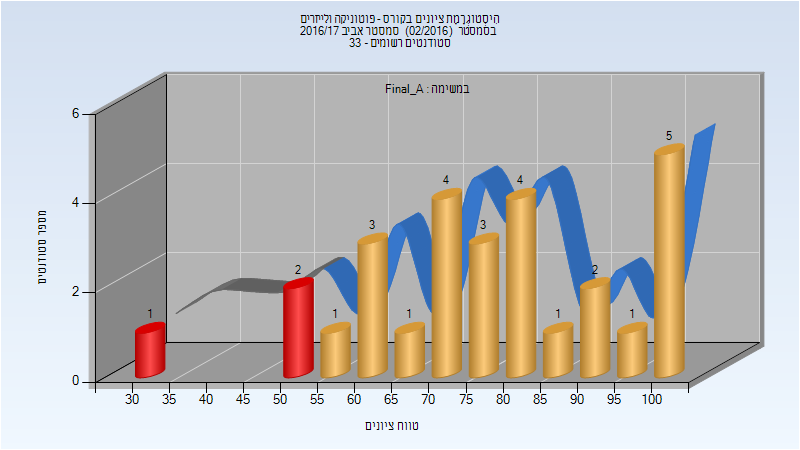 היסטוגרמת ציונים בקורס - פוטוניקה ולייזרים
בסמסטר (02/2016) סמסטר אביב 2016/17
סטודנטים רשומים - 33
במשימה : Final_A
מספר סטודנטים
6
4
2
0
1
2
1
3
1
4
3
4
1
2
1
5
30 35 40 45 50 55 60 65 70 75 80 85 90 95 100
טווח ציונים